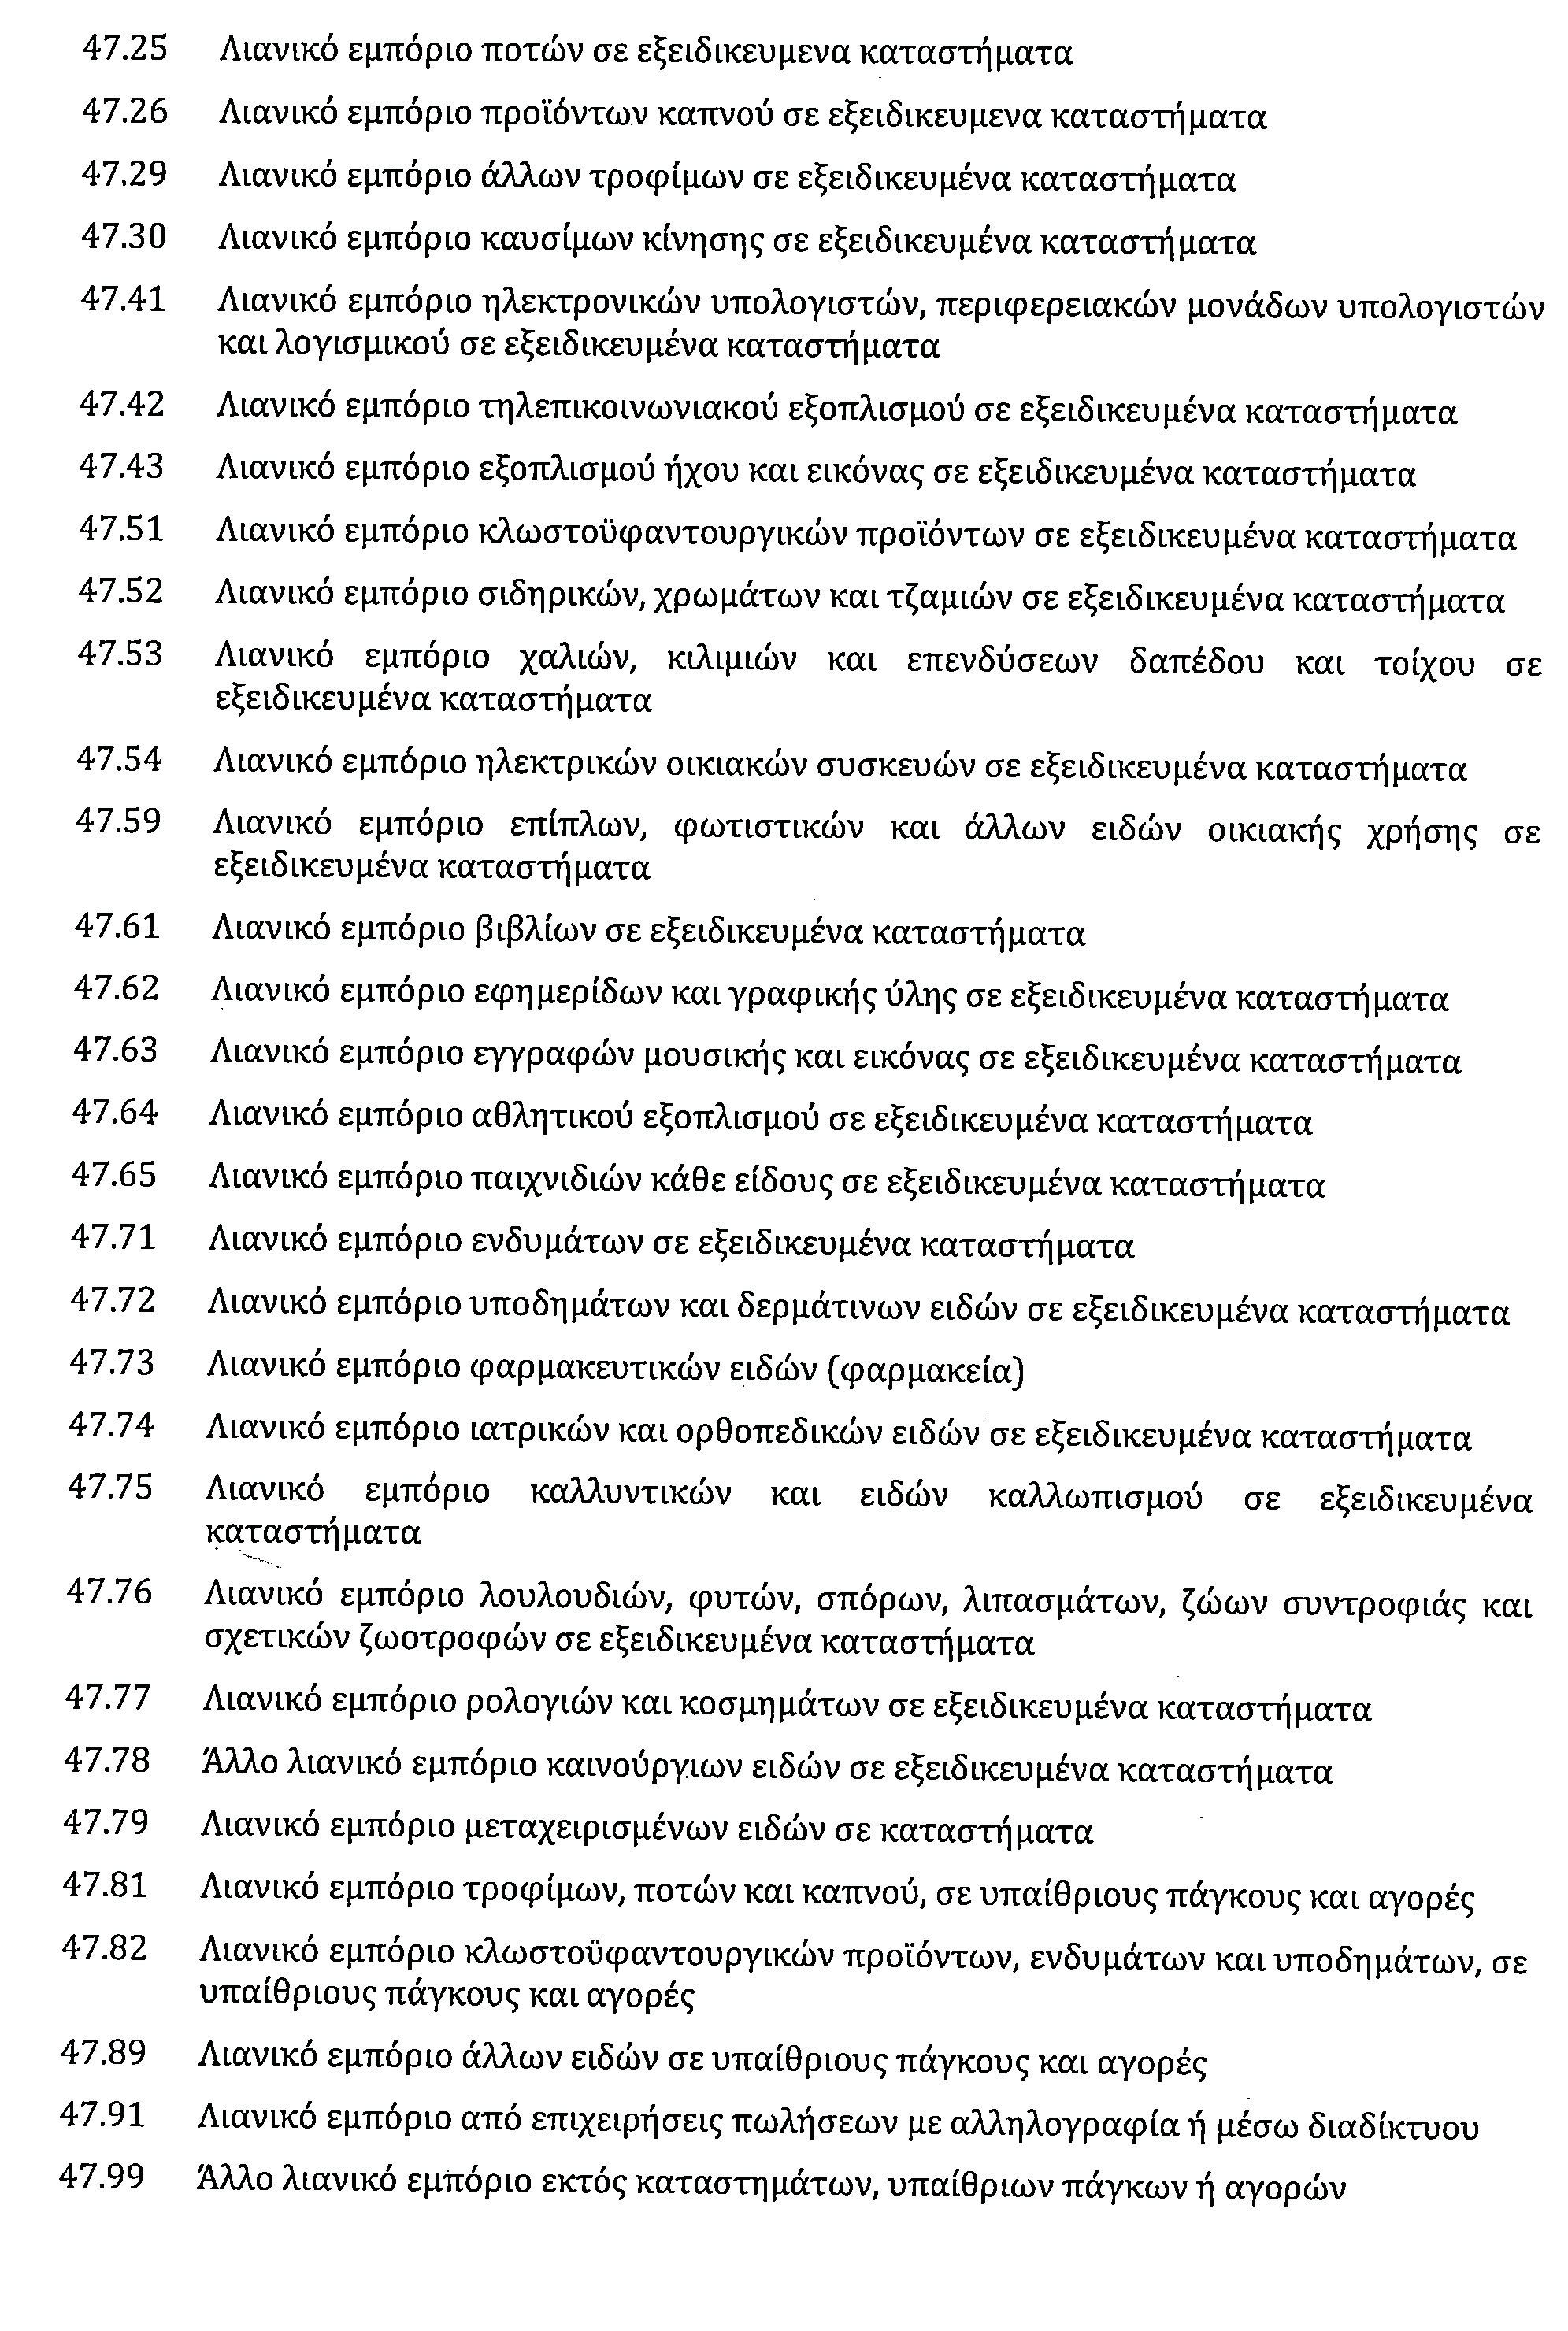 47.25 Λιανικό εμπόριο ποτών σε εξειδικευμενα καταστήματα
47.26 Λιανικό εμπόριο προϊόντων καπνού σε εξειδικευμενα καταστήματα
47.29 Λιανικό εμπόριο άλλων τροφίμων σε εξειδικευμένα καταστήματα
47.30 Λιανικό εμπόριο καυσίμων κίνησης σε εξειδικευμένα καταστήματα
47.41 Λιανικό εμπόριο ηλεκτρονικών υπολογιστών, περιφερειακών μονάδων υπολογιστών
και λογισμικού σε εξειδικευμένα καταστήματα
47.42 Λιανικό εμπόριο τηλεπικοινωνιακού εξοπλισμού σε εξειδικευμένα καταστήματα
47.43 Λιανικό εμπόριο εξοπλισμού ήχου και εικόνας σε εξειδικευμένα καταστήματα
47.51 Λιανικό εμπόριο κλωστοϋφαντουργικών προϊόντων σε εξειδικευμένα καταστήματα
47.52 Λιανικό εμπόριο σιδηρικών, χρωμάτων και τζαμιών σε εξειδικευμένα καταστήματα
47.53 Λιανικό εμπόριο χαλιών, κιλιμιών και επενδύσεων δαπέδου και τοίχου σε
εξειδικευμένα καταστήματα
47.54 Λιανικό εμπόριο ηλεκτρικών οικιακών συσκευών σε εξειδικευμένα καταστήματα
47.59 Λιανικό εμπόριο επίπλων, φωτιστικών και άλλων ειδών οικιακής χρήσης σε
εξειδικευμένα καταστήματα
47.61 Λιανικό εμπόριο βιβλίων σε εξειδικευμένα καταστήματα
47.62 Λιανικό εμπόριο εφημερίδων και γραφικής ύλης σε εξειδικευμένα καταστήματα
47.63 Λιανικό εμπόριο εγγραφών μουσικής και εικόνας σε εξειδικευμένα καταστήματα
47.64 Λιανικό εμπόριο αθλητικού εξοπλισμού σε εξειδικευμένα καταστήματα
47.65 Λιανικό εμπόριο παιχνιδιών κάθε είδους σε εξειδικευμένα καταστήματα
47.71 Λιανικό εμπόριο ενδυμάτων σε εξειδικευμένα καταστήματα
47.72 Λιανικό εμπόριο υποδημάτων και δερμάτινων ειδών σε εξειδικευμένα καταστήματα
47.73 Λιανικό εμπόριο φαρμακευτικών ειδών (φαρμακεία)
47.74 Λιανικό εμπόριο ιατρικών και ορθοπεδικών ειδών σε εξειδικευμένα καταστήματα
47.75 Λιανικό εμπόριο καλλυντικών και ειδών καλλωπισμού σε εξειδικευμένα
καταστήματα
47.76 Λιανικό εμπόριο λουλουδιών, φυτών, σπόρων, λιπασμάτων, ζώων συντροφιάς και
σχετικών ζωοτροφών σε εξειδικευμένα καταστήματα
47.77 Λιανικό εμπόριο ρολογιών και κοσμημάτων σε εξειδικευμένα καταστήματα
47.78 Άλλο λιανικό εμπόριο καινούργιων ειδών σε εξειδικευμένα καταστήματα
47.79 Λιανικό εμπόριο μεταχειρισμένων ειδών σε καταστήματα
47.81 Λιανικό εμπόριο τροφίμων, ποτών και καπνού, σε υπαίθριους πάγκους και αγορές
47.82 Λιανικό εμπόριο κλωστοϋφαντουργικών προϊόντων, ενδυμάτων και υποδημάτων, σε
υπαίθριους πάγκους και αγορές
47.89 Λιανικό εμπόριο άλλων ειδών σε υπαίθριους πάγκους και αγορές
47.91 Λιανικό εμπόριο από επιχειρήσεις πωλήσεων με αλληλογραφία ή μέσω διαδίκτυου
47.99 Άλλο λιανικό εμπόριο εκτός καταστημάτων, υπαίθριων πάγκων ή αγορών